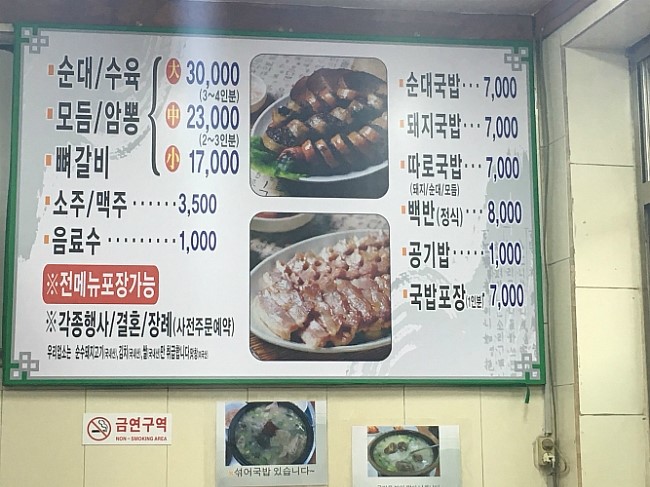 순대/수육 大 30,000
(3~4인분)
모듬/암뽕 中 23,000
(2~3인분)
뼈갈비 小 17,000
소주/맥주 ······ 3,500
음료수 ······· 1,000
※전메뉴포장가능
※각종행사/결혼/장례(사전주문예약)
우리업소는 순수돼지고기(국내산),김치(국내산),쌀(국내산)만 취급합니다
순대국밥··· 7,000
돼지국밥··· 7,000
따로국밥··· 7,000
(돼지/순대/모듬)
백반(정식)·· 8,000
공기밥····· 1,000
국밥포장(1인분) 7,000
금연구역
NON-SMOKING AREA
섞어국밥 있습니다~